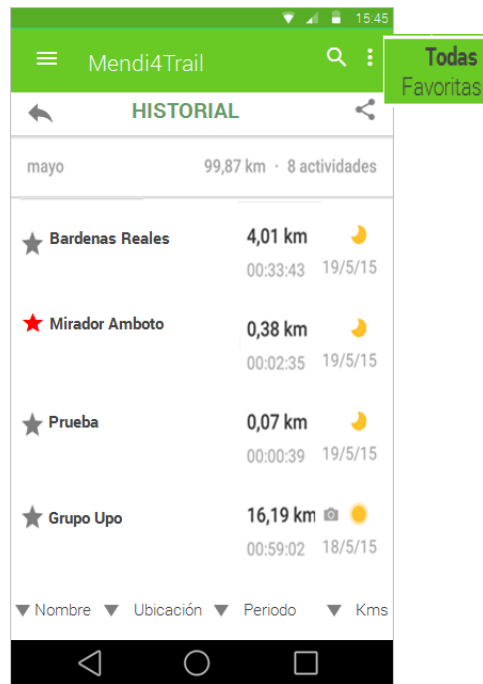 15:45
Mendi4Trail
Todas
Favoritas
HISTORIAL
mayo 99,87 km · 8 actividades
Bardenas Reales 4,01 km
00:33:43 19/5/15
Mirador Amboto 0,38 km
00:02:35 19/5/15
Prueba 0,07 km
00:00:39 19/5/15
Grupo Upo 16,19 km
00:59:02 18/5/15
Nombre Ubicación Periodo Kms